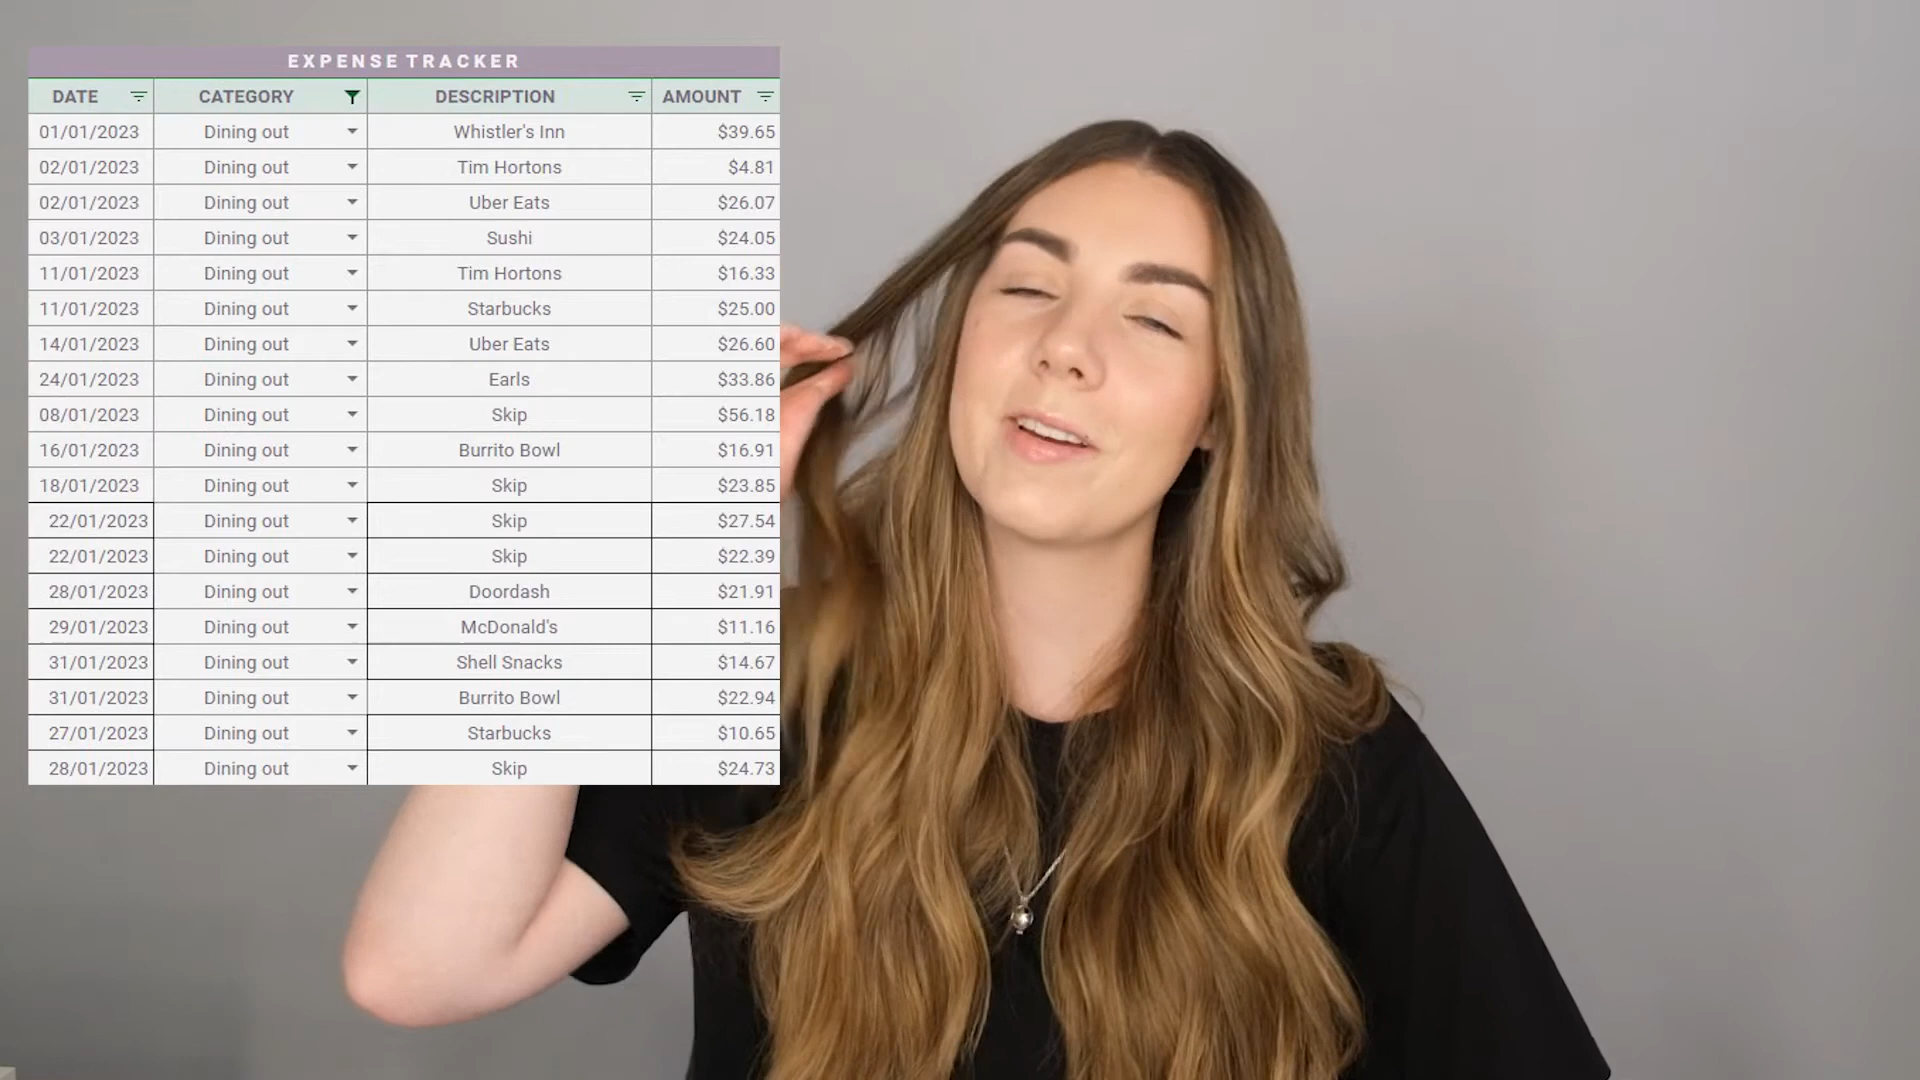 EXPENSE TRACKER
DATE CATEGORY DESCRIPTION AMOUNT
01/01/2023 Dining out Whistler's Inn $39.65
02/01/2023 Dining out Tim Hortons $4.81
02/01/2023 Dining out Uber Eats $26.07
03/01/2023 Dining out Sushi $24.05
11/01/2023 Dining out Tim Hortons $16.33
11/01/2023 Dining out Starbucks $25.00
14/01/2023 Dining out Uber Eats $26.60
24/01/2023 Dining out Earls $33.86
08/01/2023 Dining out Skip $56.18
16/01/2023 Dining out Burrito Bowl $16.91
18/01/2023 Dining out Skip $23.85
22/01/2023 Dining out Skip $27.54
22/01/2023 Dining out Skip $22.39
28/01/2023 Dining out Doordash $21.91
29/01/2023 Dining out McDonald's $11.16
31/01/2023 Dining out Shell Snacks $14.67
31/01/2023 Dining out Burrito Bowl $22.94
27/01/2023 Dining out Starbucks $10.65
28/01/2023 Dining out Skip $24.73